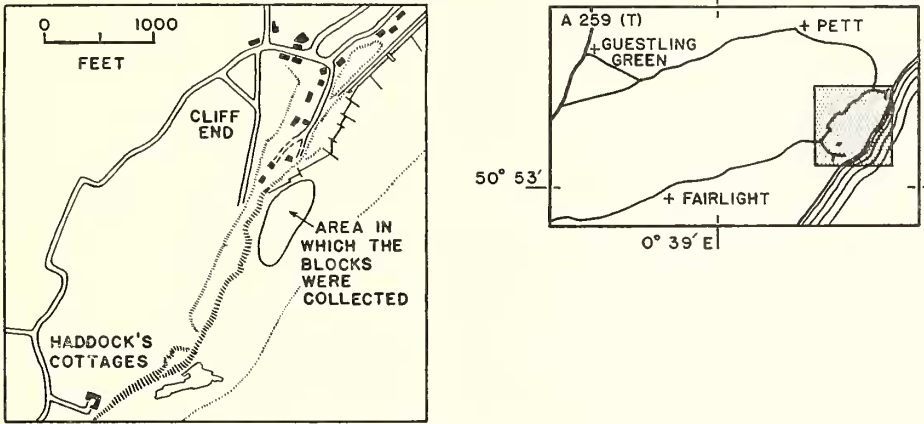 0 1000
FEET
CLIFF
END
AREA IN
WHICH THE
BLOCKS
WERE
COLLECTED
HADDOCK'S
COTTAGES
A 259 (T)
+ PETT
+ GUESTLING
GREEN
50° 53′
+ FAIRLIGHT
0° 39′ E